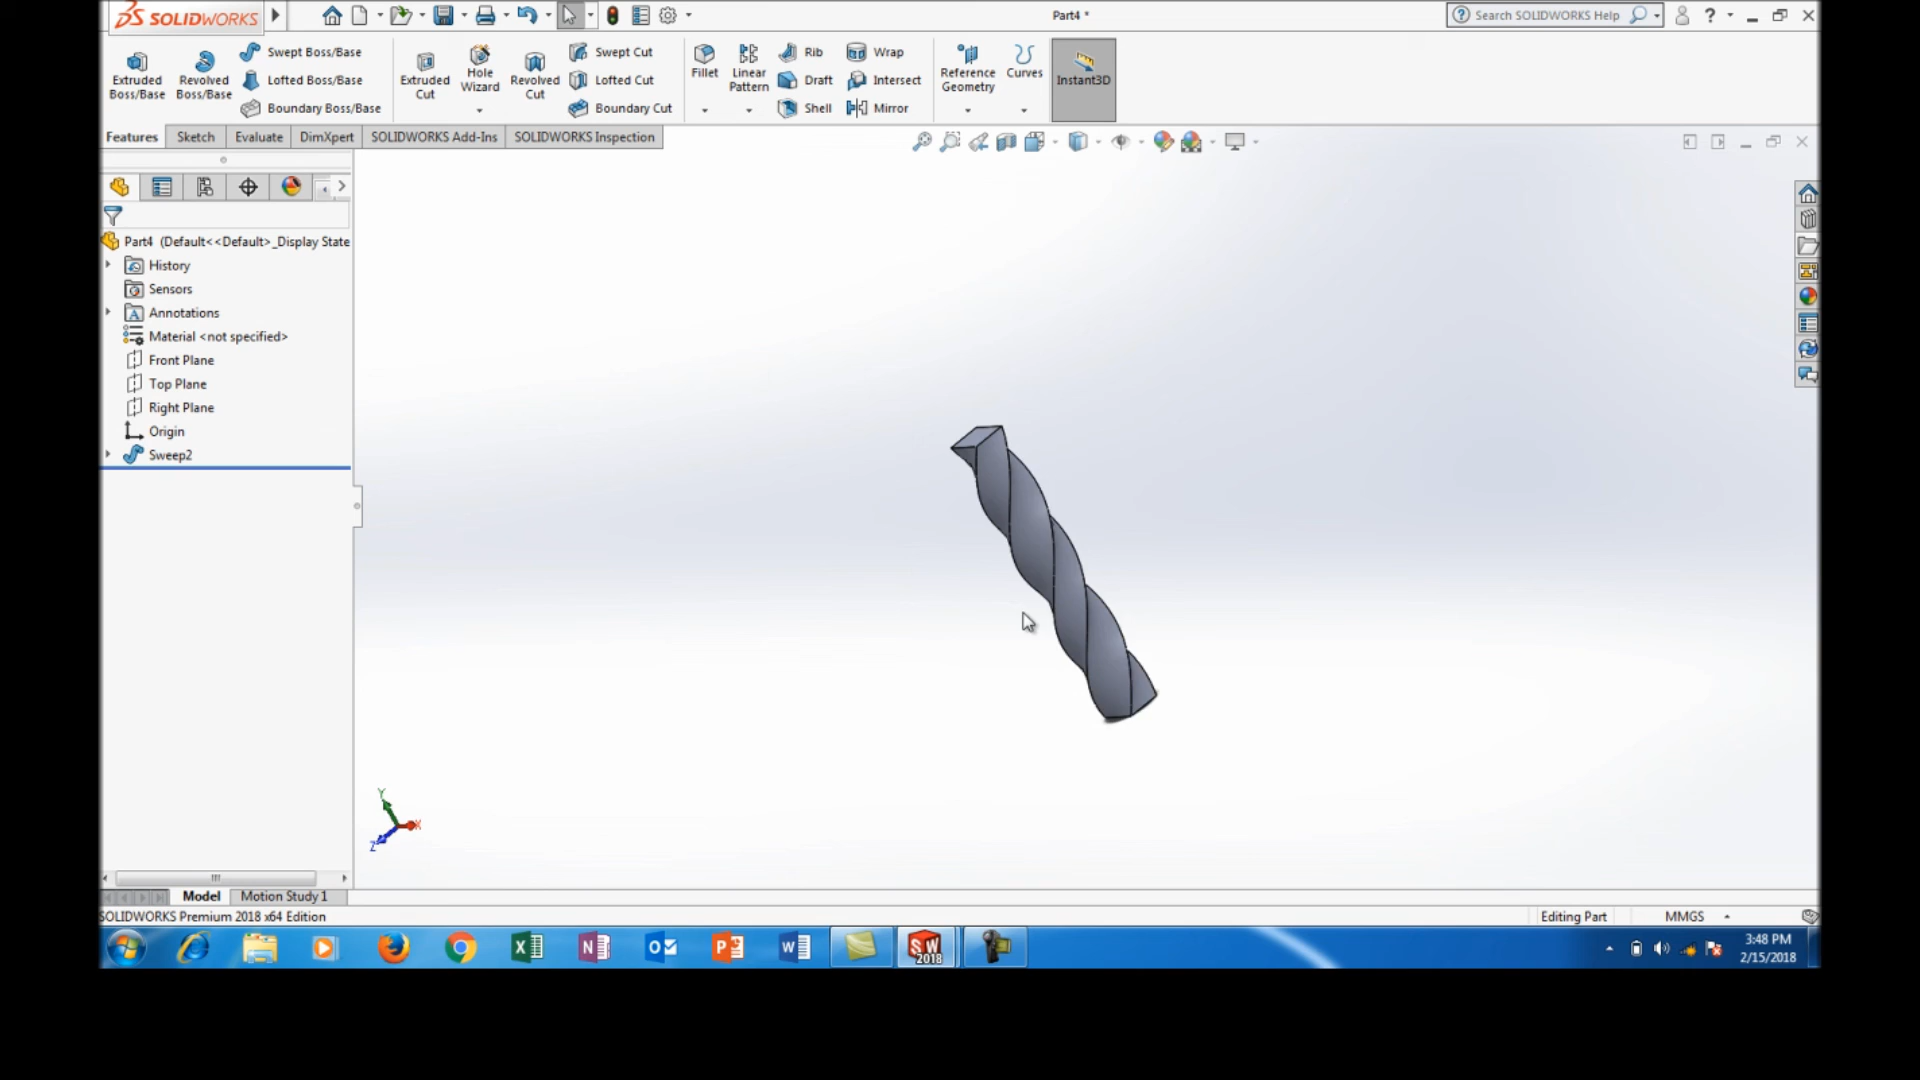 SOLIDWORKS
Part4 *
Search SOLIDWORKS Help
Extruded Boss/Base
Revolved Boss/Base
Swept Boss/Base
Lofted Boss/Base
Boundary Boss/Base
Extruded Cut
Hole Wizard
Revolved Cut
Swept Cut
Lofted Cut
Boundary Cut
Fillet
Linear Pattern
Rib
Draft
Shell
Wrap
Intersect
Mirror
Reference Geometry
Curves
Instant3D
Features
Sketch
Evaluate
DimXpert
SOLIDWORKS Add-Ins
SOLIDWORKS Inspection
Part4 (Default<<Default>_Display State
History
Sensors
Annotations
Material <not specified>
Front Plane
Top Plane
Right Plane
Origin
Sweep2
Y
X
Z
Model
Motion Study 1
SOLIDWORKS Premium 2018 x64 Edition
Editing Part
MMGS
SW
2018
3:48 PM
2/15/2018